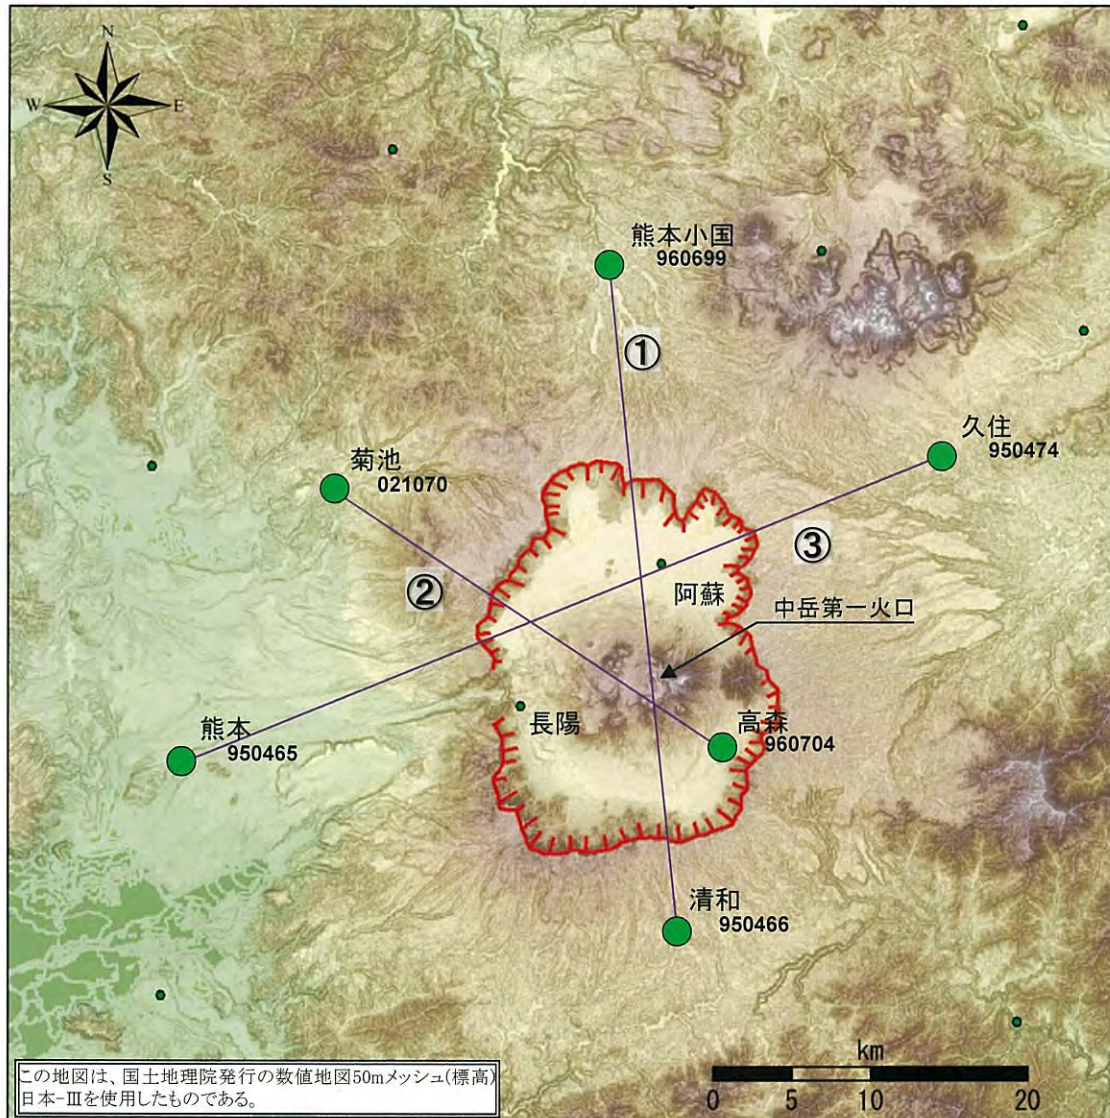 N
W
E
S
熊本小国
960699
①
久住
950474
菊池
021070
③
②
阿蘇
中岳第一火口
熊本
950465
長陽
高森
960704
清和
950466
km
0 5 10 20
この地図は、国土地理院発行の数値地図50mメッシュ(標高)
日本-Ⅲを使用したものである。